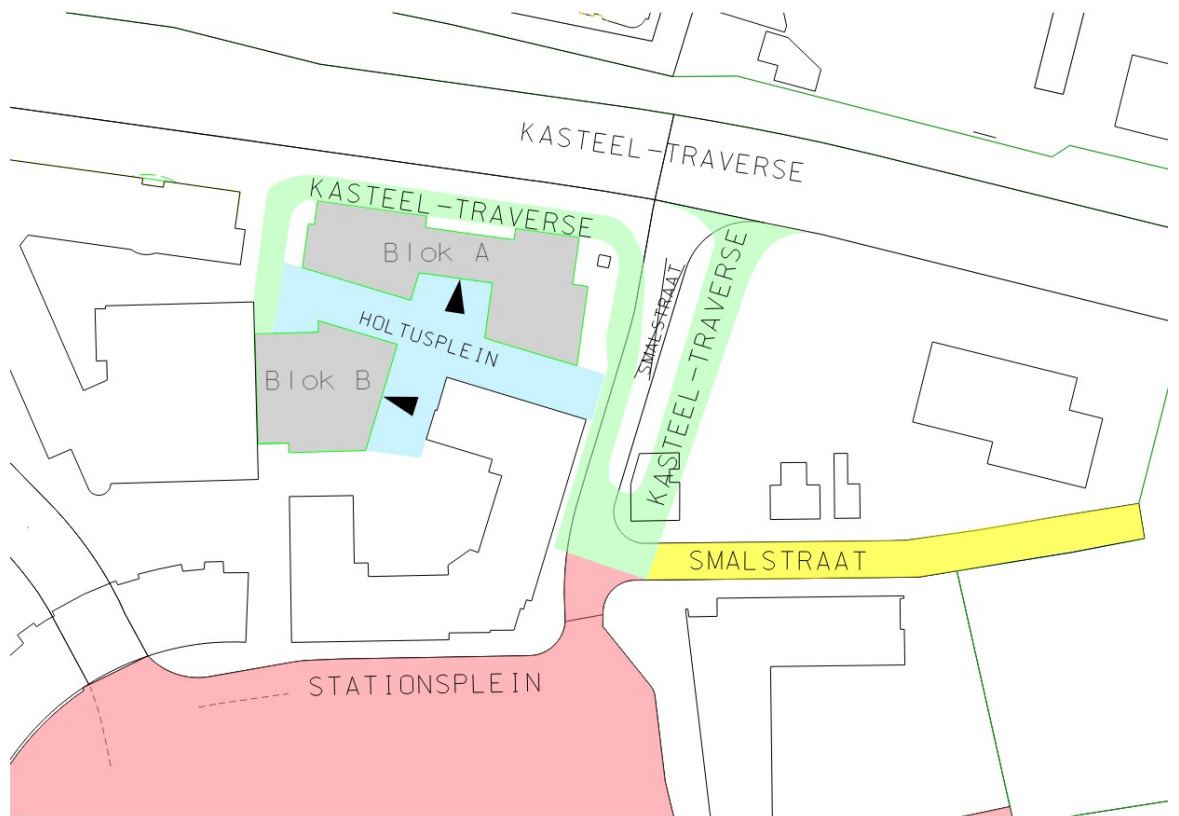 KASTEEL-TRAVERSE
KASTEEL-TRAVERSE
Blok A
SMALSTRAAT
KASTEEL-TRAVERSE
HOLTUSPLEIN
Blok B
SMALSTRAAT
STATIONSPLEIN